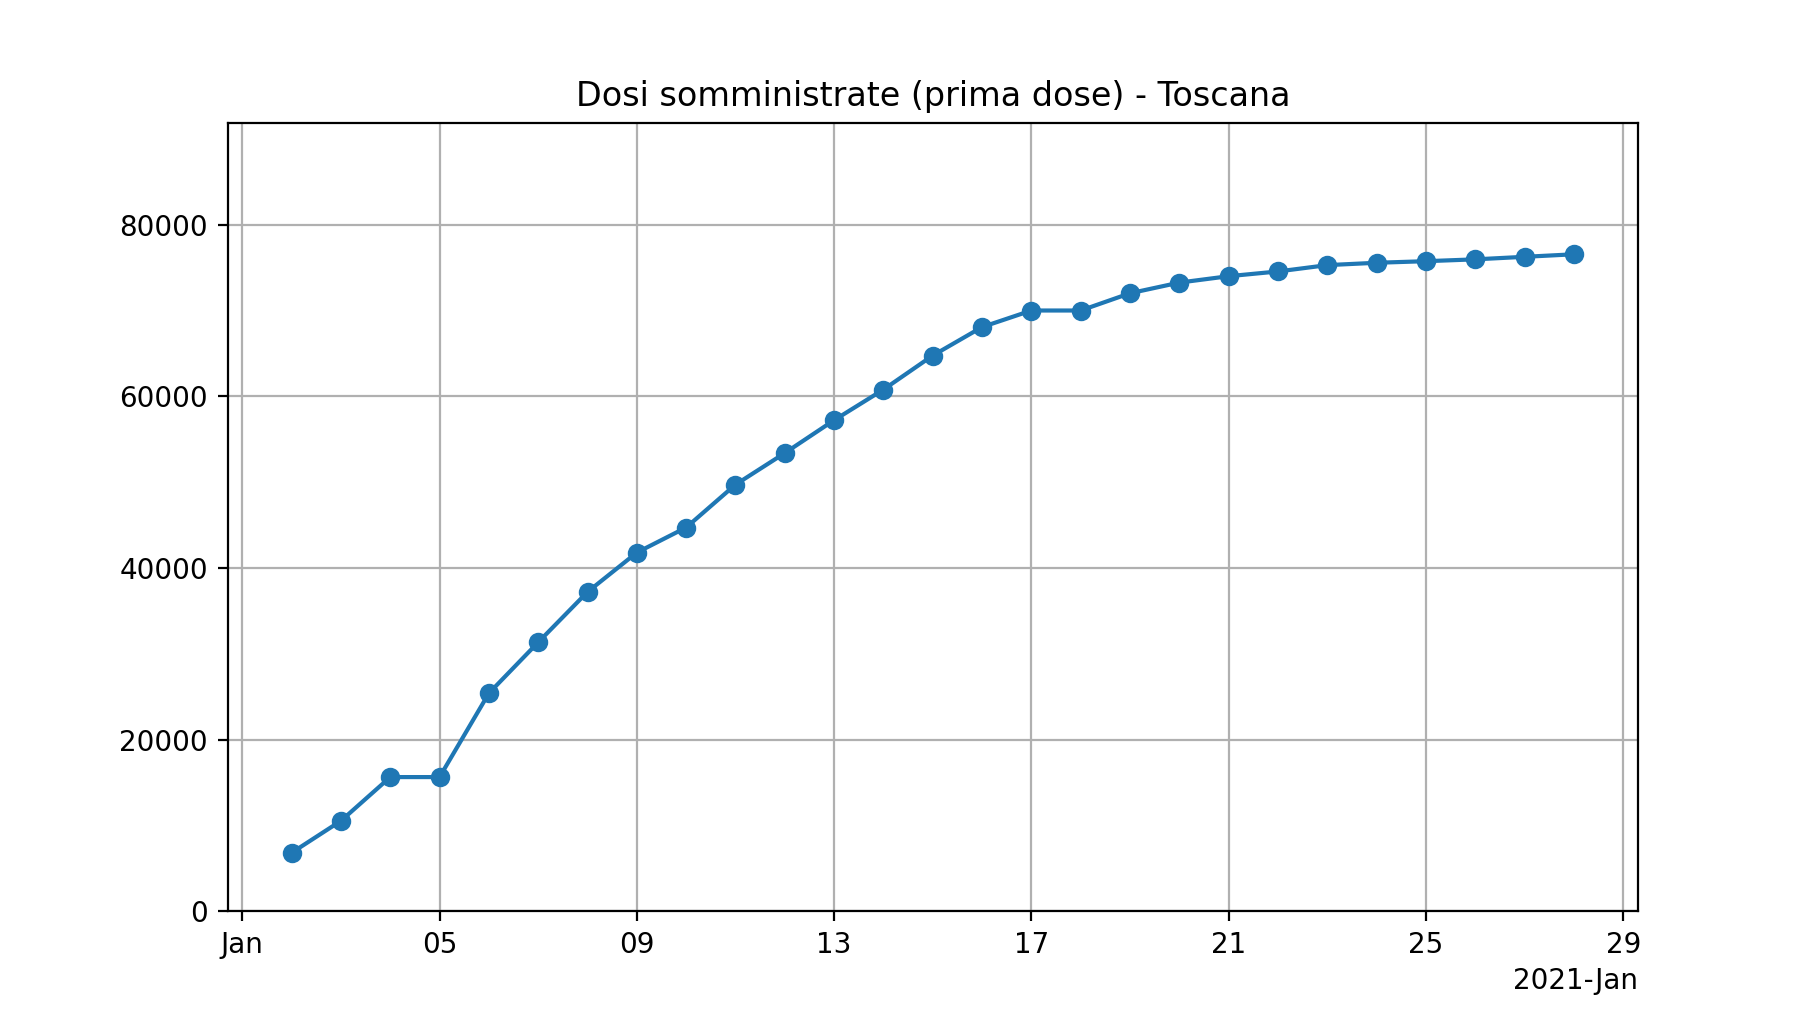 Dosi somministrate (prima dose) - Toscana
80000
60000
40000
20000
0
Jan 05 09 13 17 21 25 29
2021-Jan